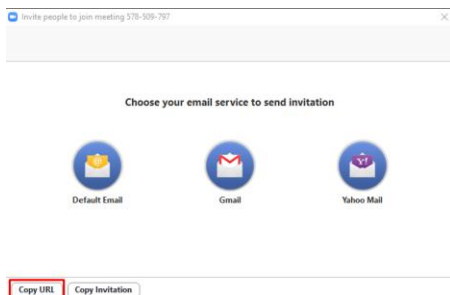 Invite people to join meeting 578-509-797
Choose your email service to send invitation
Default Email
Gmail
Yahoo Mail
Copy URL
Copy Invitation